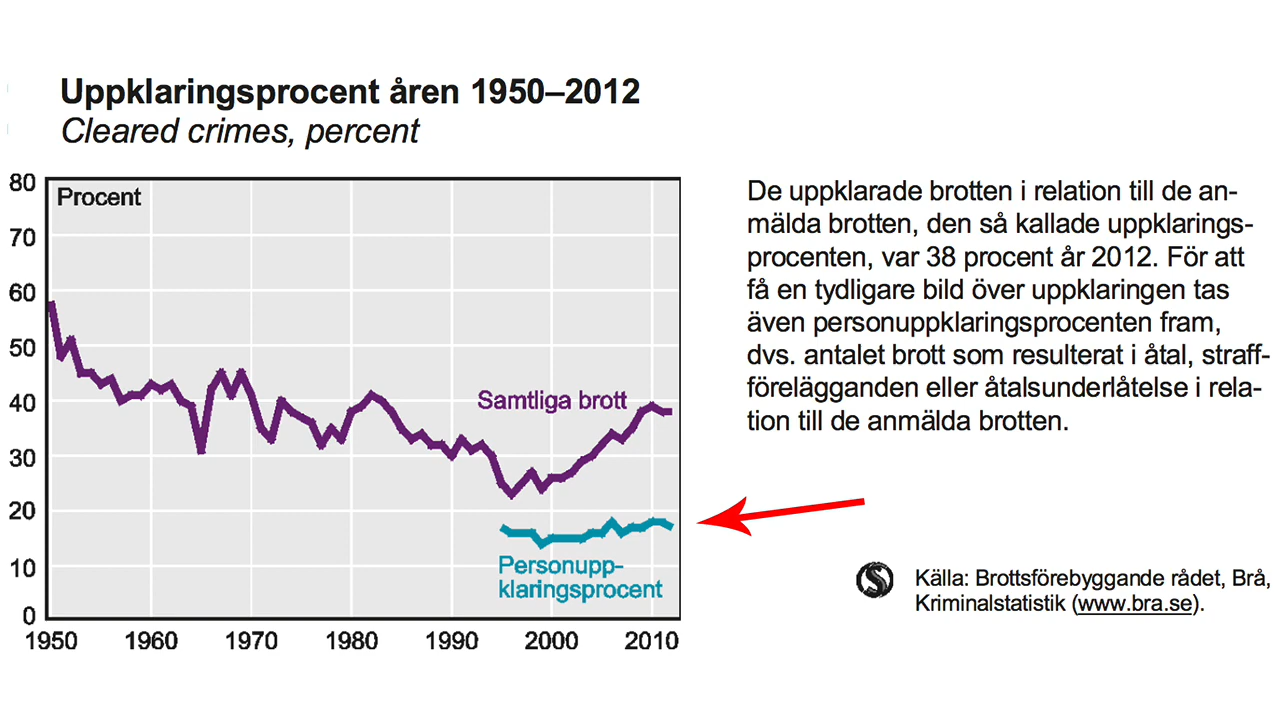 Uppklaringsprocent åren 1950–2012
Cleared crimes, percent
80
Procent
70
60
50
40
30
20
10
0
Samtliga brott
Personupp-
klaringsprocent
1950 1960 1970 1980 1990 2000 2010
De uppklarade brotten i relation till de an-
mälda brotten, den så kallade uppklarings-
procenten, var 38 procent år 2012. För att
få en tydligare bild över uppklaringen tas
även personuppklaringsprocenten fram,
dvs. antalet brott som resulterat i åtal, straff-
förelägganden eller åtalsunderlåtelse i rela-
tion till de anmälda brotten.
S
Källa: Brottsförebyggande rådet, Brå,
Kriminalstatistik (www.bra.se).